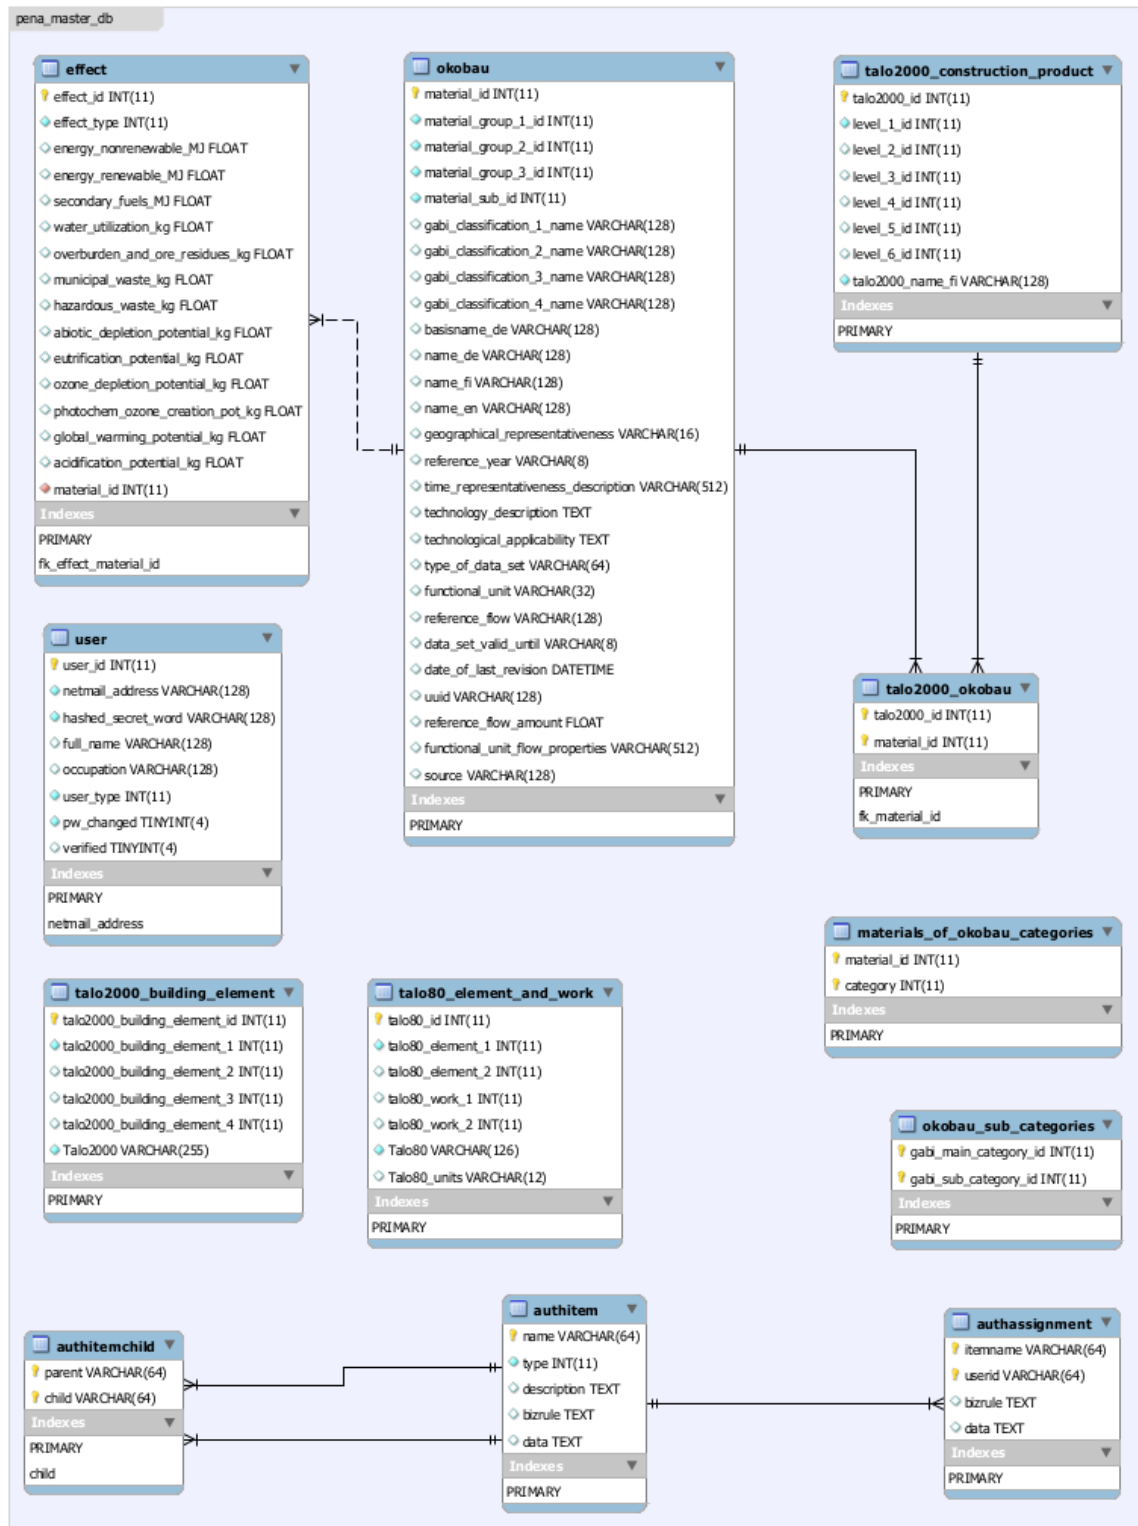 pena_master_db
effect
effect_id INT(11)
effect_type INT(11)
energy_nonrenewable_MJ FLOAT
energy_renewable_MJ FLOAT
secondary_fuels_MJ FLOAT
water_utilization_kg FLOAT
overburden_and_ore_residues_kg FLOAT
municipal_waste_kg FLOAT
hazardous_waste_kg FLOAT
abiotic_depletion_potential_kg FLOAT
eutrification_potential_kg FLOAT
ozone_depletion_potential_kg FLOAT
photochem_ozone_creation_pot_kg FLOAT
global_warming_potential_kg FLOAT
acidification_potential_kg FLOAT
material_id INT(11)
Indexes
PRIMARY
fk_effect_material_id
okobau
material_id INT(11)
material_group_1_id INT(11)
material_group_2_id INT(11)
material_group_3_id INT(11)
material_sub_id INT(11)
gabi_classification_1_name VARCHAR(128)
gabi_classification_2_name VARCHAR(128)
gabi_classification_3_name VARCHAR(128)
gabi_classification_4_name VARCHAR(128)
basisname_de VARCHAR(128)
name_de VARCHAR(128)
name_fi VARCHAR(128)
name_en VARCHAR(128)
geographical_representativeness VARCHAR(16)
reference_year VARCHAR(8)
time_representativeness_description VARCHAR(512)
technology_description TEXT
technological_applicability TEXT
type_of_data_set VARCHAR(64)
functional_unit VARCHAR(32)
reference_flow VARCHAR(128)
data_set_valid_until VARCHAR(8)
date_of_last_revision DATETIME
uuid VARCHAR(128)
reference_flow_amount FLOAT
functional_unit_flow_properties VARCHAR(512)
source VARCHAR(128)
Indexes
PRIMARY
talo2000_construction_product
talo2000_id INT(11)
level_1_id INT(11)
level_2_id INT(11)
level_3_id INT(11)
level_4_id INT(11)
level_5_id INT(11)
level_6_id INT(11)
talo2000_name_fi VARCHAR(128)
Indexes
PRIMARY
user
user_id INT(11)
netmail_address VARCHAR(128)
hashed_secret_word VARCHAR(128)
full_name VARCHAR(128)
occupation VARCHAR(128)
user_type INT(11)
pw_changed TINYINT(4)
verified TINYINT(4)
Indexes
PRIMARY
netmail_address
talo2000_okobau
talo2000_id INT(11)
material_id INT(11)
Indexes
PRIMARY
fk_material_id
materials_of_okobau_categories
material_id INT(11)
category INT(11)
Indexes
PRIMARY
talo2000_building_element
talo2000_building_element_id INT(11)
talo2000_building_element_1 INT(11)
talo2000_building_element_2 INT(11)
talo2000_building_element_3 INT(11)
talo2000_building_element_4 INT(11)
Talo2000 VARCHAR(255)
Indexes
PRIMARY
talo80_element_and_work
talo80_id INT(11)
talo80_element_1 INT(11)
talo80_element_2 INT(11)
talo80_work_1 INT(11)
talo80_work_2 INT(11)
Talo80 VARCHAR(126)
Talo80_units VARCHAR(12)
Indexes
PRIMARY
okobau_sub_categories
gabi_main_category_id INT(11)
gabi_sub_category_id INT(11)
Indexes
PRIMARY
authitemchild
parent VARCHAR(64)
child VARCHAR(64)
Indexes
PRIMARY
child
authitem
name VARCHAR(64)
type INT(11)
description TEXT
bizrule TEXT
data TEXT
Indexes
PRIMARY
authassignment
itemname VARCHAR(64)
userid VARCHAR(64)
bizrule TEXT
data TEXT
Indexes
PRIMARY